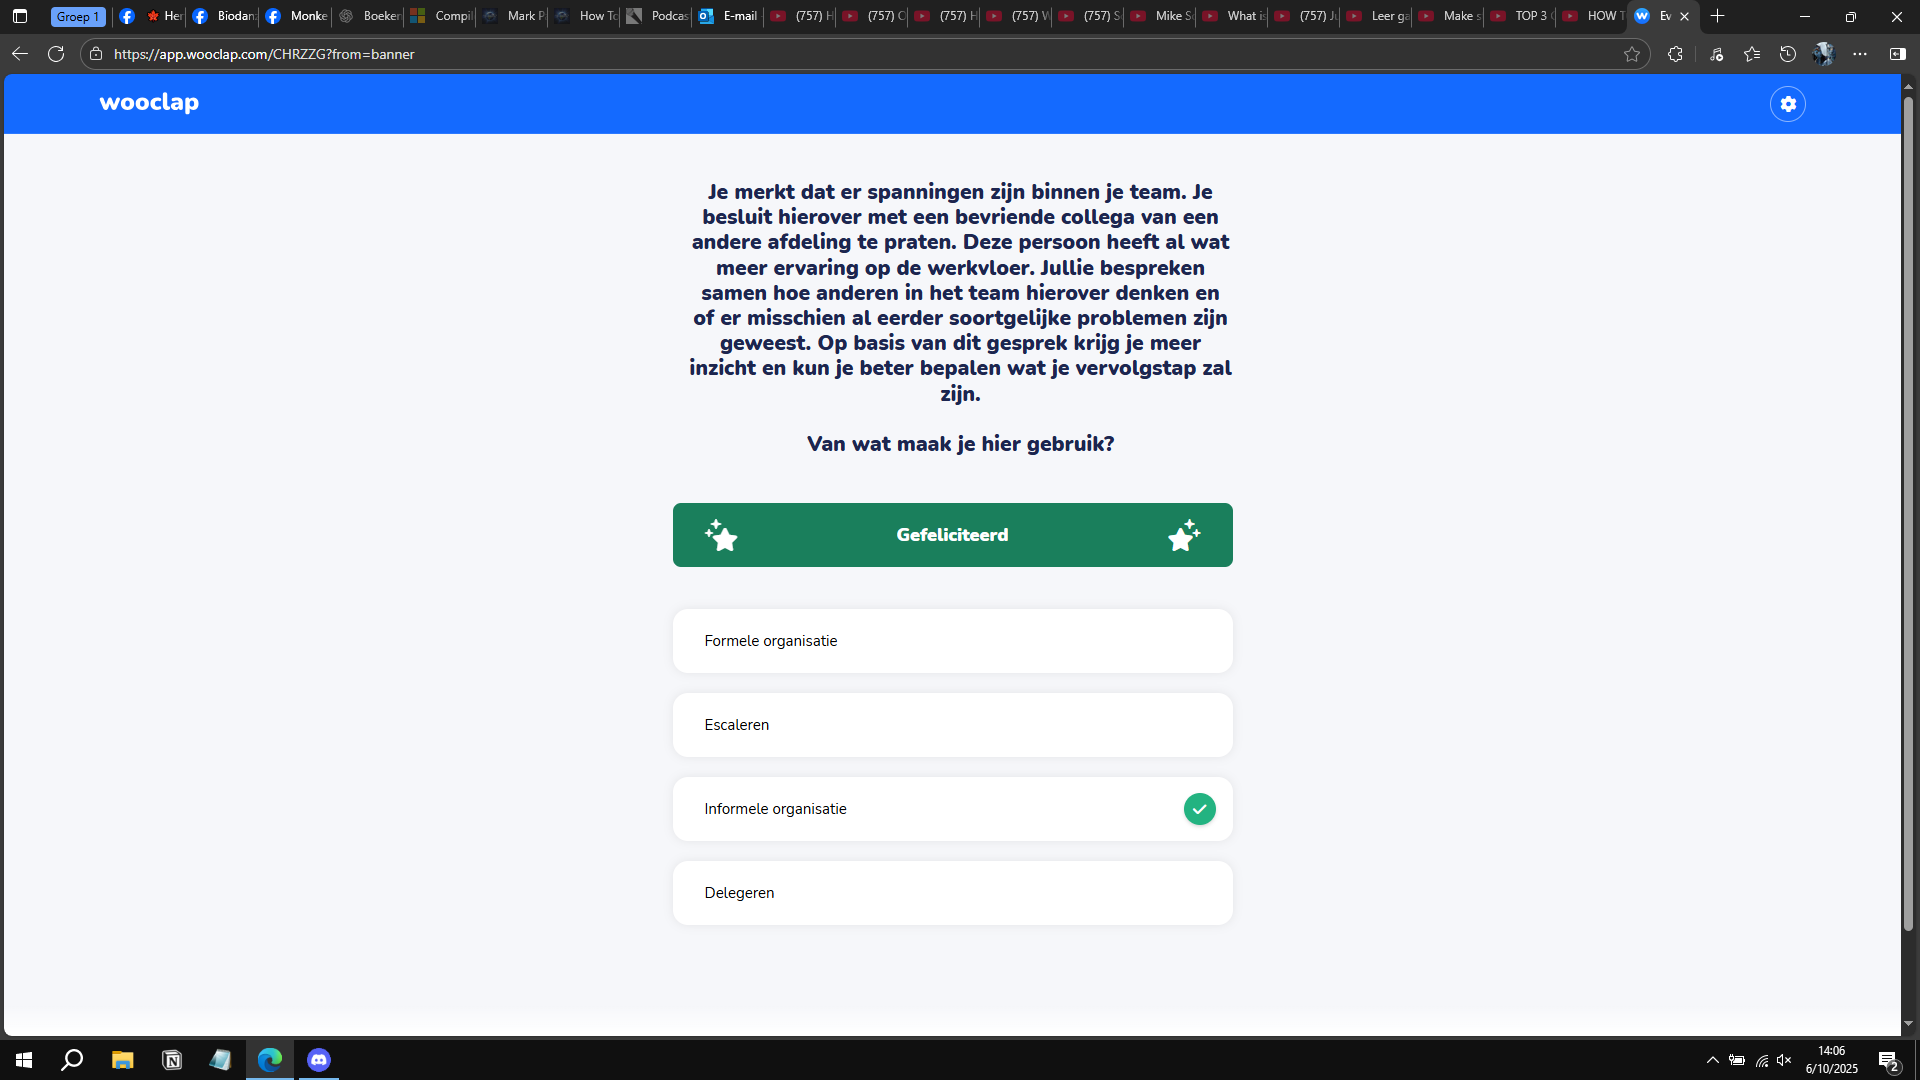 Groep 1
Her
Biodan
Monke
Boeker
Compil
Mark P
How To
Podcas
E-mail
(757) H
(757) C
(757) H
(757) W
(757) S
Mike S
What is
(757) Ju
Leer ga
Make s
TOP 3
HOW T
Ev
https://app.wooclap.com/CHRZZG?from=banner
wooclap
Je merkt dat er spanningen zijn binnen je team. Je
besluit hierover met een bevriende collega van een
andere afdeling te praten. Deze persoon heeft al wat
meer ervaring op de werkvloer. Jullie bespreken
samen hoe anderen in het team hierover denken en
of er misschien al eerder soortgelijke problemen zijn
geweest. Op basis van dit gesprek krijg je meer
inzicht en kun je beter bepalen wat je vervolgstap zal
zijn.
Van wat maak je hier gebruik?
Gefeliciteerd
Formele organisatie
Escaleren
Informele organisatie
Delegeren
14:06
6/10/2025
2